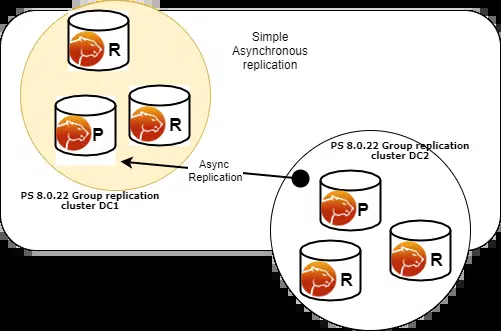 Simple
Asynchronous
replication
R
P
R
Async
Replication
PS 8.0.22 Group replication
cluster DC1
PS 8.0.22 Group replication
cluster DC2
P
R
R